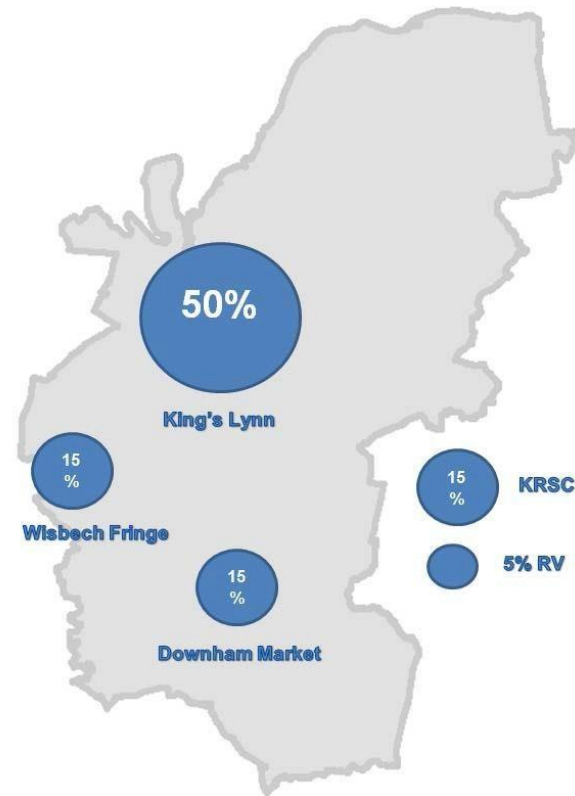 50%
King's Lynn
15
%
Wisbech Fringe
15
%
KRSC
5% RV
15
%
Downham Market